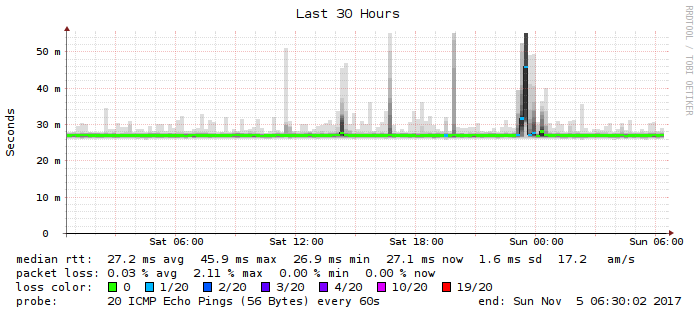 Last 30 Hours
RRDTOOL / TOBI OETIKER
Seconds
50 m
40 m
30 m
20 m
10 m
0
Sat 06:00 Sat 12:00 Sat 18:00 Sun 00:00 Sun 06:00
median rtt: 27.2 ms avg 45.9 ms max 26.9 ms min 27.1 ms now 1.6 ms sd 17.2 am/s
packet loss: 0.03 % avg 2.11 % max 0.00 % min 0.00 % now
loss color: 0 1/20 2/20 3/20 4/20 10/20 19/20
probe: 20 ICMP Echo Pings (56 Bytes) every 60s end: Sun Nov 5 06:30:02 2017